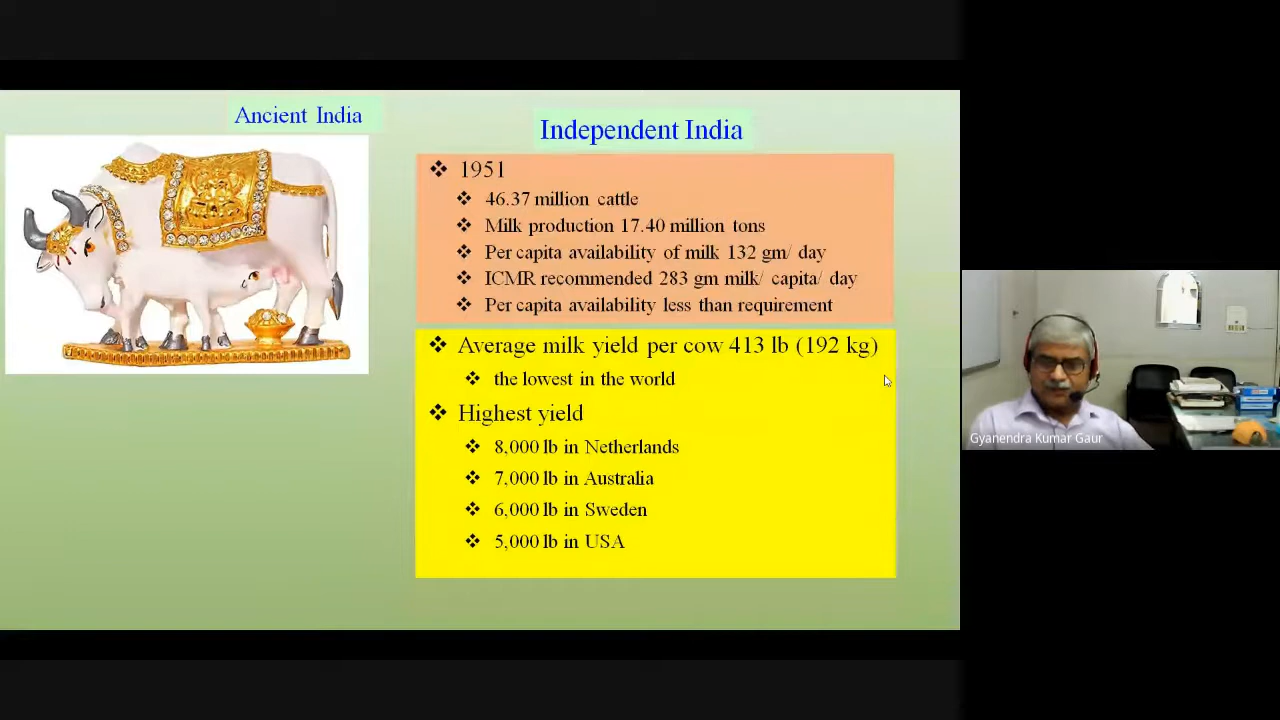 Ancient India
Independent India
❖ 1951
❖ 46.37 million cattle
❖ Milk production 17.40 million tons
❖ Per capita availability of milk 132 gm/ day
❖ ICMR recommended 283 gm milk/ capita/ day
❖ Per capita availability less than requirement
❖ Average milk yield per cow 413 lb (192 kg)
❖ the lowest in the world
❖ Highest yield
❖ 8,000 lb in Netherlands
❖ 7,000 lb in Australia
❖ 6,000 lb in Sweden
❖ 5,000 lb in USA
Gyanendra Kumar Gaur